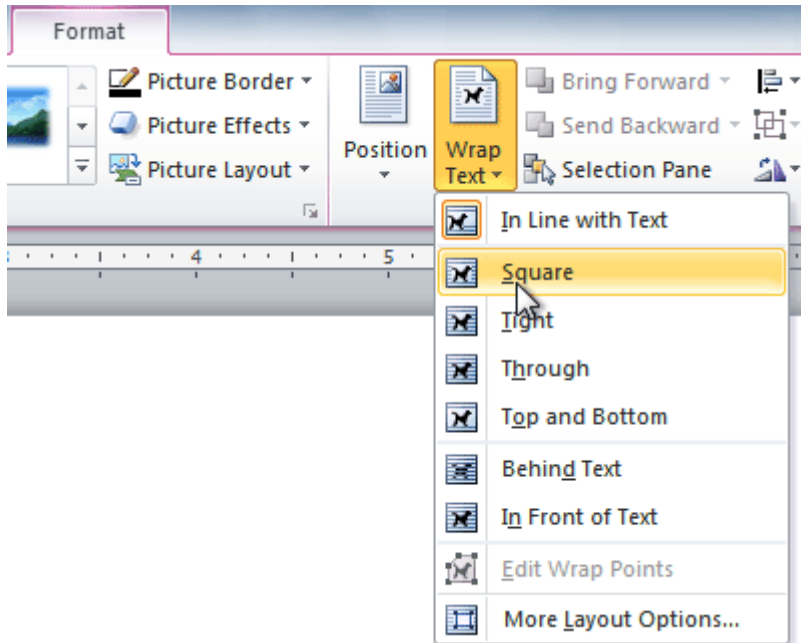 Format
Picture Border
Picture Effects
Picture Layout
Position
Wrap
Text
Bring Forward
Send Backward
Selection Pane
4
5
In Line with Text
Square
Tight
Through
Top and Bottom
Behind Text
In Front of Text
Edit Wrap Points
More Layout Options...